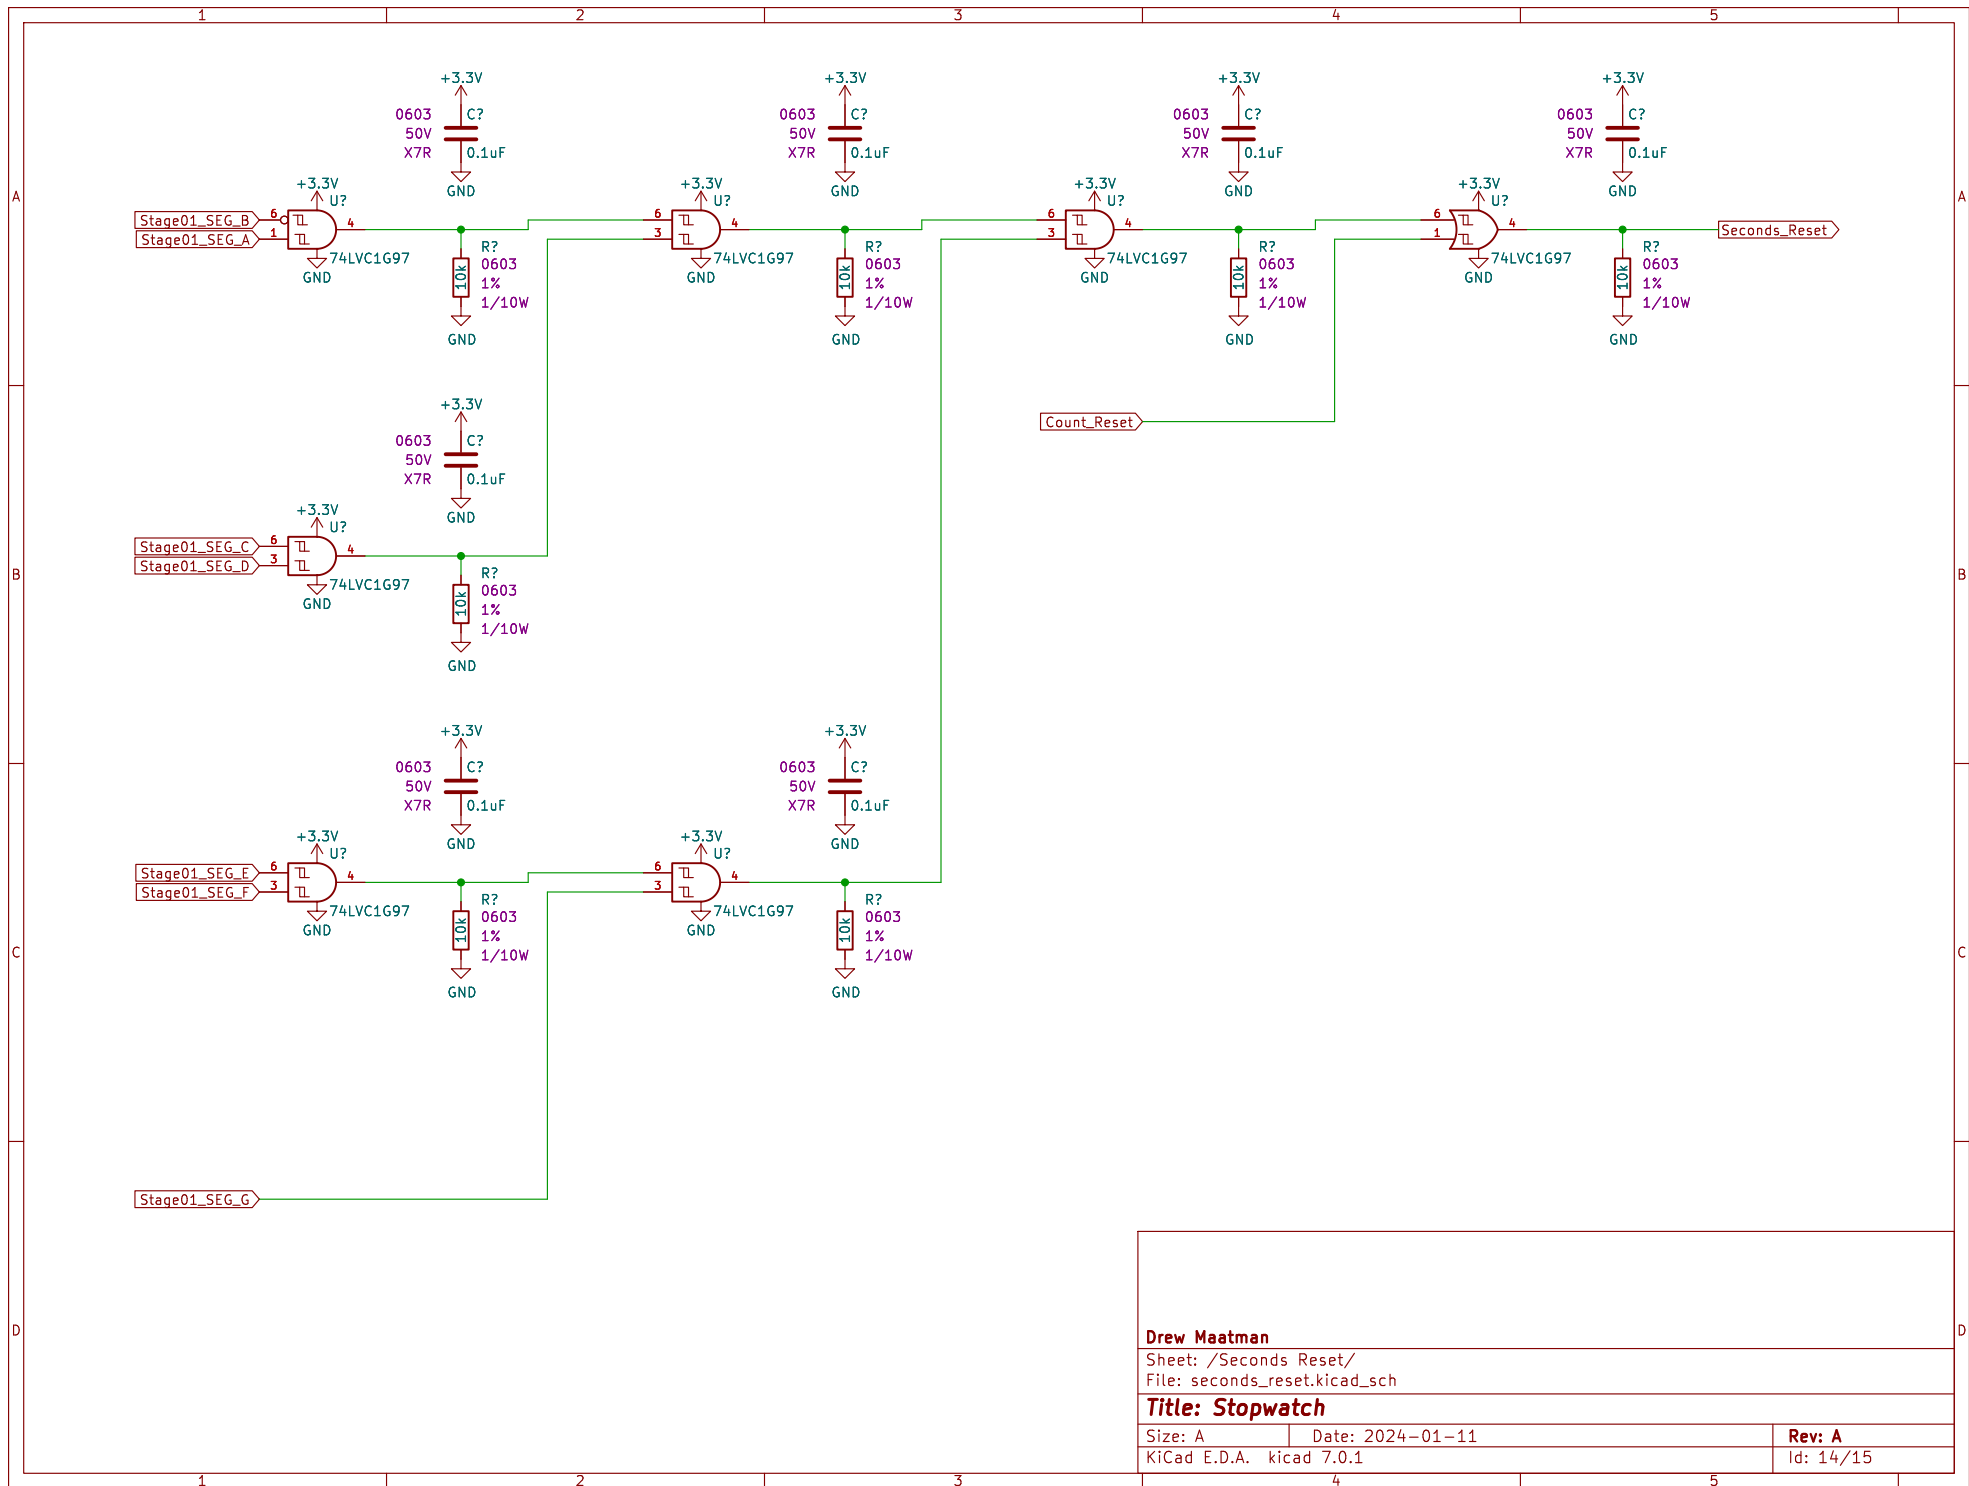 1 2 3 4 5
+3.3V +3.3V +3.3V +3.3V
0603 C? 0603 C? 0603 C? 0603 C?
50V 50V 50V 50V
X7R 0.1uF X7R 0.1uF X7R 0.1uF X7R 0.1uF
+3.3V GND +3.3V GND +3.3V GND +3.3V GND
A U? U? U? U? A
Stage01_SEG_B 6 4 6 4 6 4 6 4 Seconds_Reset
Stage01_SEG_A 1 3 3 1
R? R? R? R?
74LVC1G97 0603 74LVC1G97 0603 74LVC1G97 0603 74LVC1G97 0603
GND 10k 1% GND 10k 1% GND 10k 1% GND 10k 1%
1/10W 1/10W 1/10W 1/10W
GND GND GND GND
+3.3V
Count_Reset
0603 C?
50V
X7R 0.1uF
+3.3V GND
U?
Stage01_SEG_C 6 4
Stage01_SEG_D 3
B R? B
74LVC1G97 0603
GND 10k 1%
1/10W
GND
+3.3V +3.3V
0603 C? 0603 C?
50V 50V
X7R 0.1uF X7R 0.1uF
+3.3V GND +3.3V GND
U? U?
Stage01_SEG_E 6 4 6 4
Stage01_SEG_F 3 3
R? R?
74LVC1G97 0603 74LVC1G97 0603
GND 10k 1% GND 10k 1%
C 1/10W 1/10W C
GND GND
Stage01_SEG_G
D Drew Maatman D
Sheet: /Seconds Reset/
File: seconds_reset.kicad_sch
Title: Stopwatch
Size: A Date: 2024-01-11 Rev: A
KiCad E.D.A. kicad 7.0.1 Id: 14/15
1 2 3 4 5